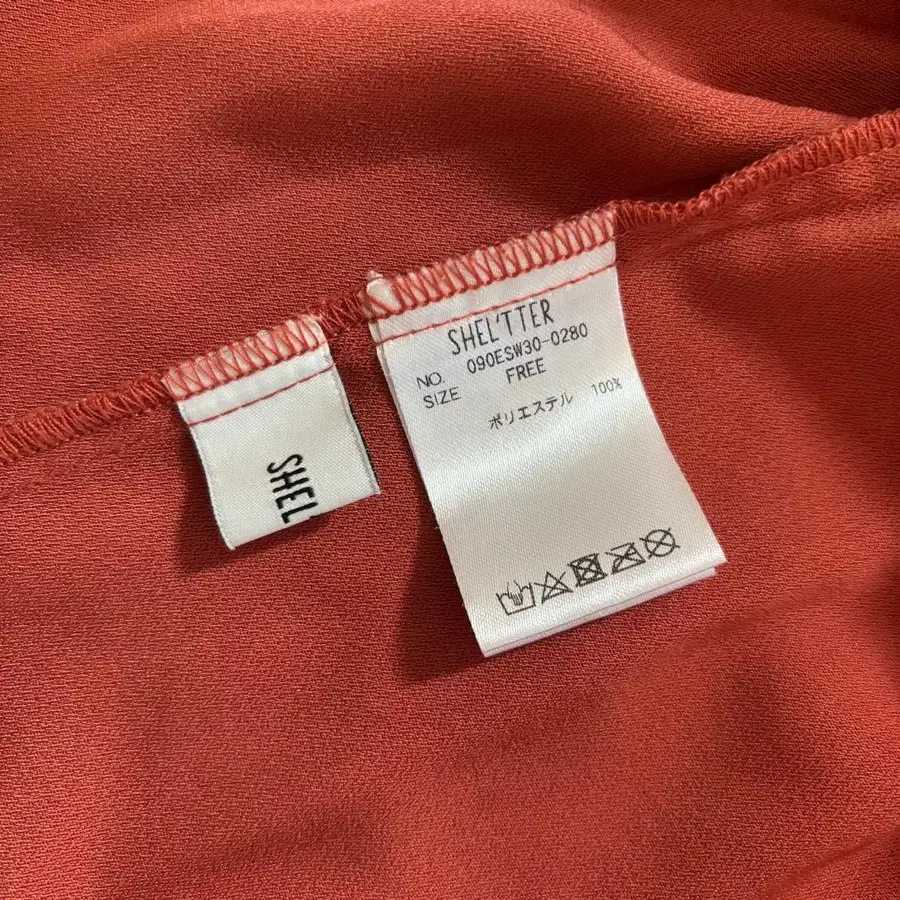 SHEL'TTER
NO. 090ESW30-0280
SIZE FREE
ポリエステル 100%
SHEL